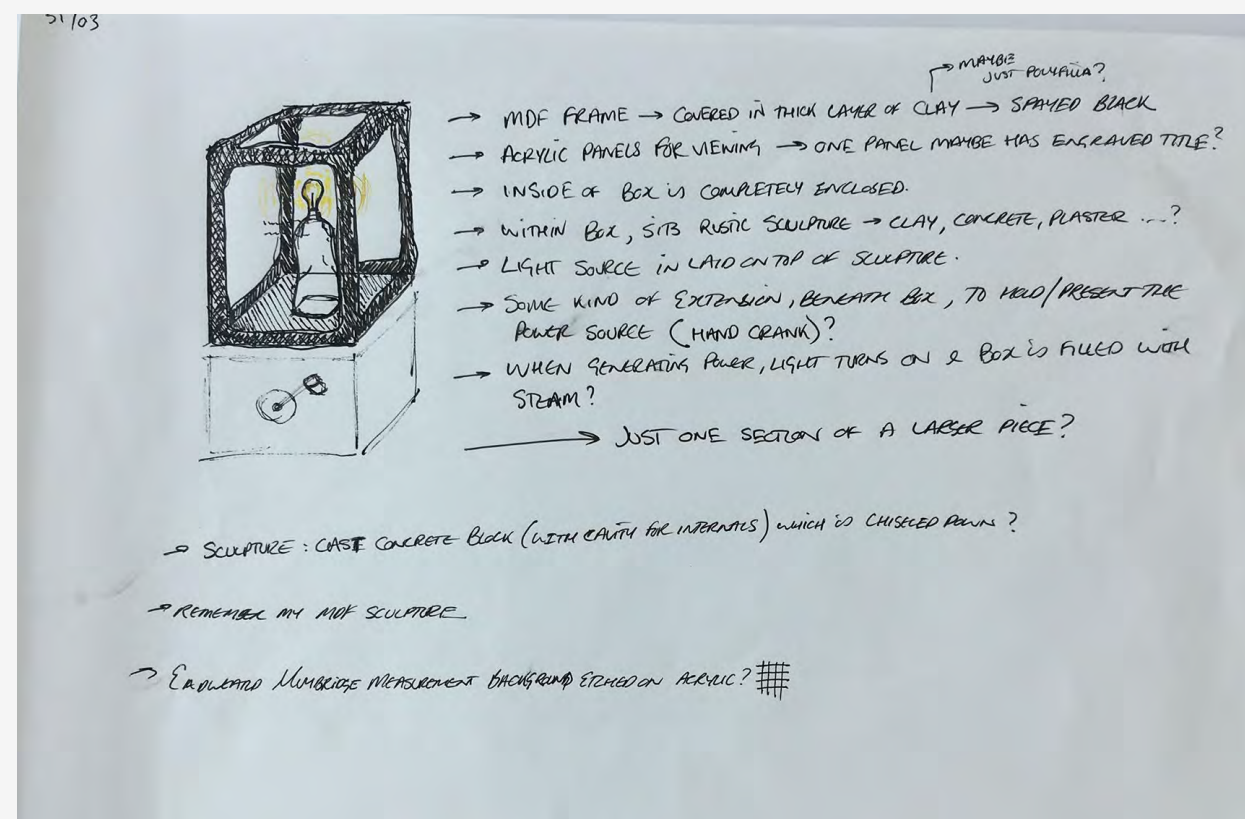 31/03
MAYBE
JUST POLYFILLA?
→ MDF FRAME → COVERED IN THICK LAYER OF CLAY → SPAYED BLACK
→ ACRYLIC PANELS FOR VIEWING → ONE PANEL MAYBE HAS ENGRAVED TITLE?
→ INSIDE OF BOX IS COMPLETELY ENCLOSED.
→ WITHIN BOX, SITS RUSTIC SCULPTURE → CLAY, CONCRETE, PLASTER ....?
→ LIGHT SOURCE IN LAID ON TOP OF SCULPTURE.
→ SOME KIND OF EXTENSION, BENEATH BOX, TO HOLD/PRESENT THE
POWER SOURCE (HAND CRANK)?
→ WHEN GENERATING POWER, LIGHT TURNS ON & BOX IS FILLED WITH
STEAM?
→ JUST ONE SECTION OF A LARGER PIECE?
→ SCULPTURE : CAST CONCRETE BLOCK (WITH CAVITY FOR INTERNALS) WHICH IS CHISELED DOWN ?
→ REMEMBER MY MDF SCULPTURE
→ EADWEARD MUYBRIDGE MEASUREMENT BACKGROUND ETCHED ON ACRYLIC?